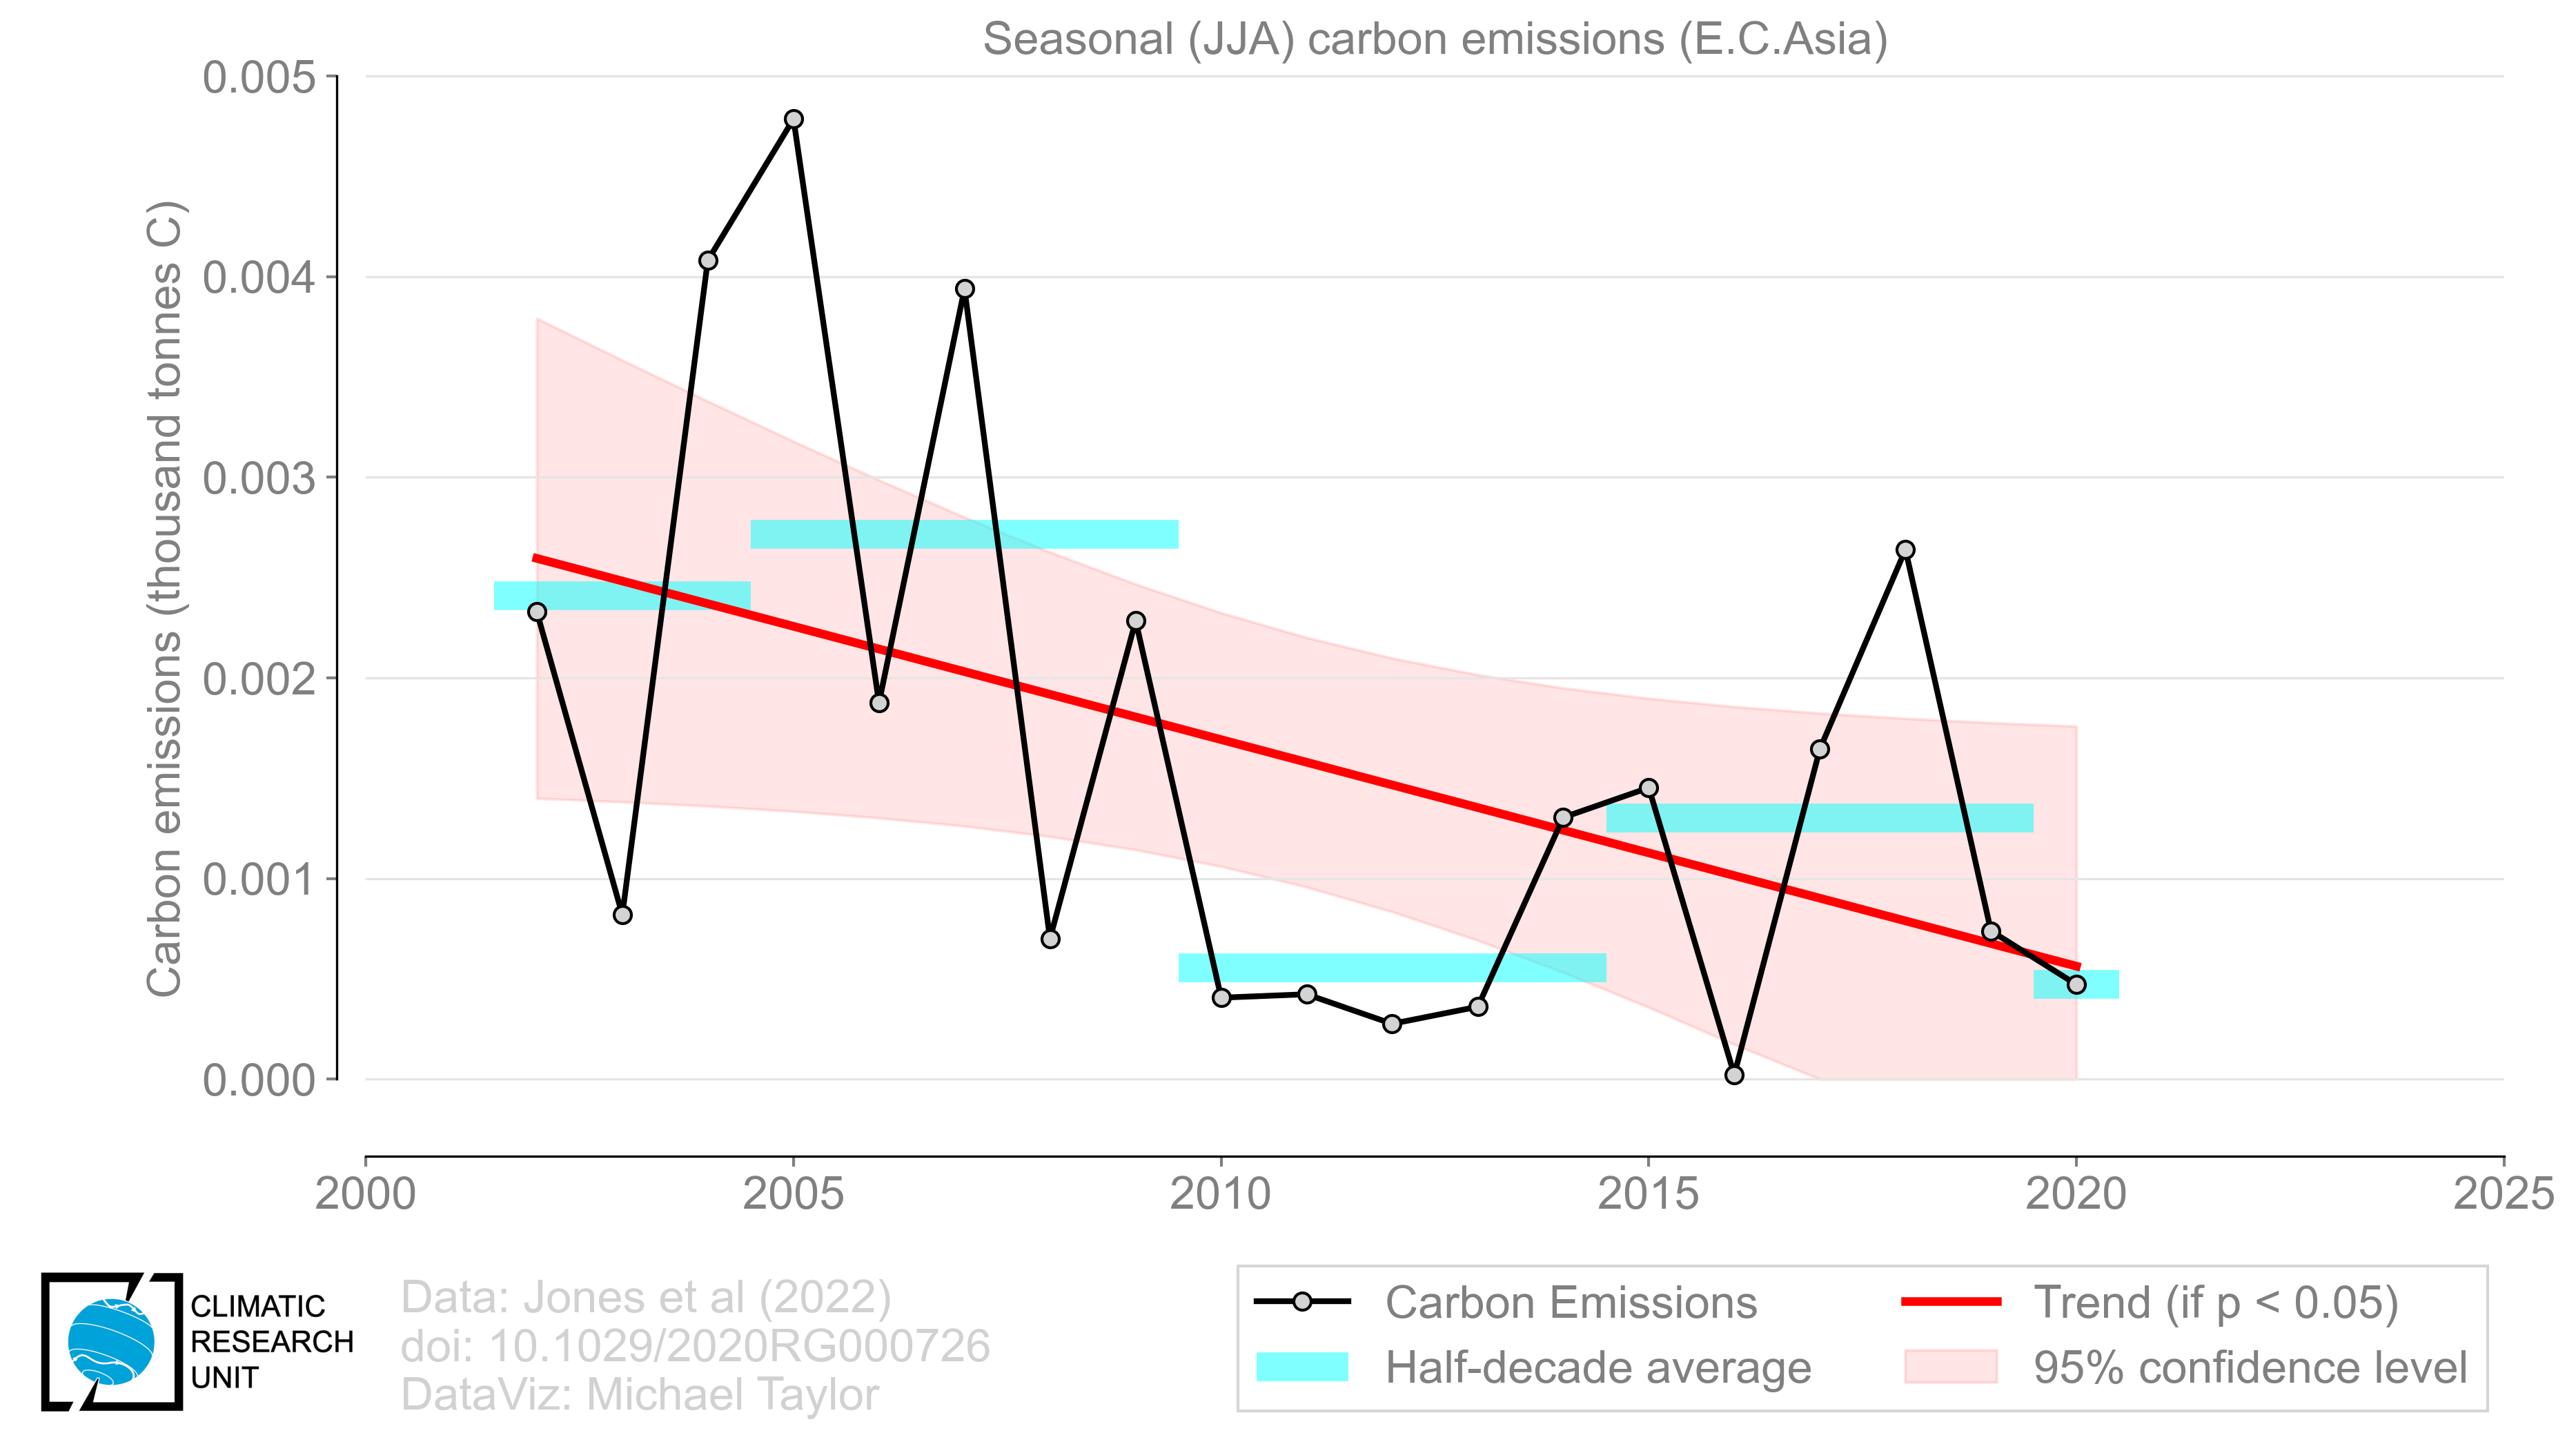 Seasonal (JJA) carbon emissions (E.C.Asia)
Carbon emissions (thousand tonnes C)
0.005
0.004
0.003
0.002
0.001
0.000
2000 2005 2010 2015 2020 2025
CLIMATIC
RESEARCH
UNIT
Data: Jones et al (2022)
doi: 10.1029/2020RG000726
DataViz: Michael Taylor
Carbon Emissions
Half-decade average
Trend (if p < 0.05)
95% confidence level